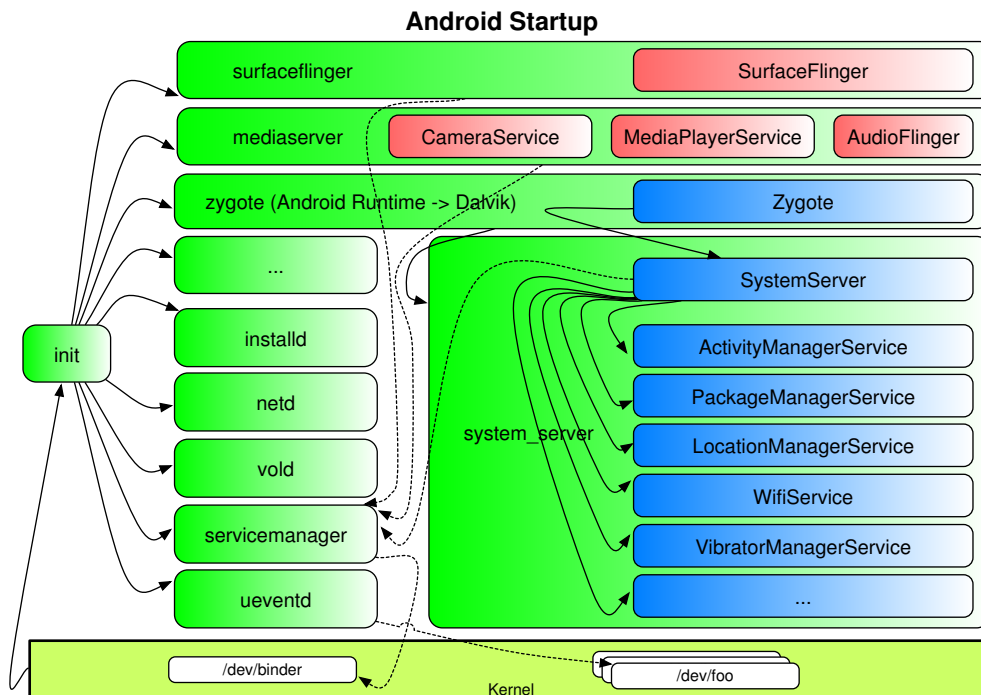 Android Startup
surfaceflinger
SurfaceFlinger
mediaserver
CameraService
MediaPlayerService
AudioFlinger
zygote (Android Runtime -> Dalvik)
Zygote
...
SystemServer
init
installd
ActivityManagerService
netd
PackageManagerService
system_server
LocationManagerService
vold
WifiService
servicemanager
VibratorManagerService
ueventd
...
/dev/binder
/dev/foo
Kernel